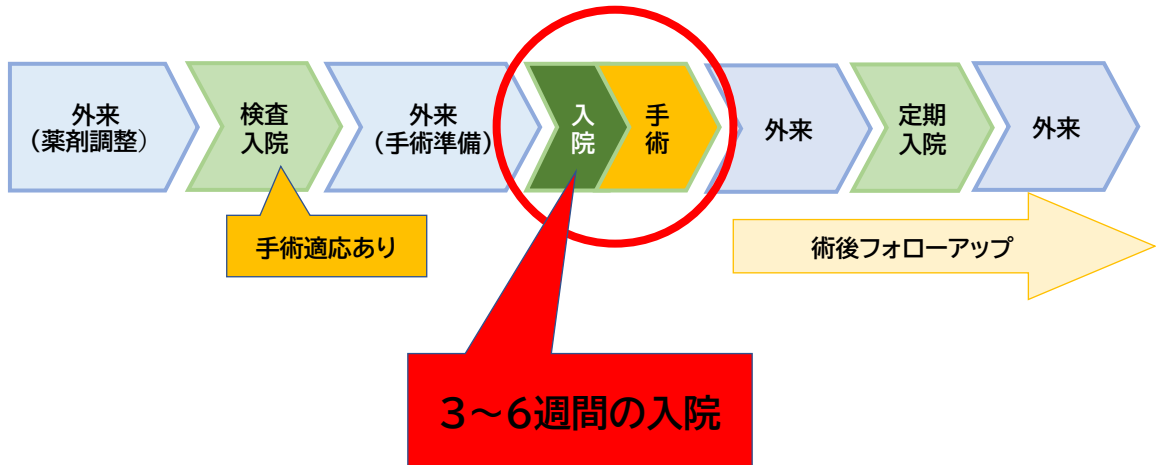 外来
（薬剤調整）
検査
入院
外来
（手術準備）
入
院
手
術
外来
定期
入院
外来
手術適応あり
術後フォローアップ
３～６週間の入院